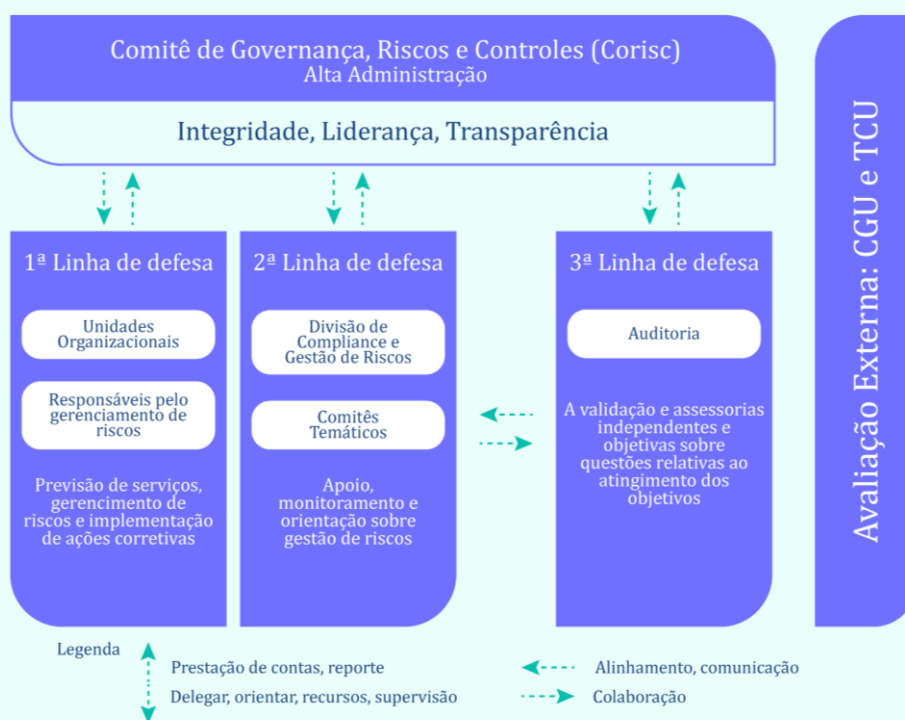 Comitê de Governança, Riscos e Controles (Corisc)
Alta Administração
Integridade, Liderança, Transparência
1ª Linha de defesa
Unidades
Organizacionais
Responsáveis pelo
gerenciamento de
riscos
Previsão de serviços,
gerencimento de
riscos e implementação
de ações corretivas
2ª Linha de defesa
Divisão de
Compliance e
Gestão de Riscos
Comitês
Temáticos
Apoio,
monitoramento e
orientação sobre
gestão de riscos
3ª Linha de defesa
Auditoria
A validação e assessorias
independentes e
objetivas sobre
questões relativas ao
atingimento dos
objetivos
Avaliação Externa: CGU e TCU
Legenda
Prestação de contas, reporte
Delegar, orientar, recursos, supervisão
Alinhamento, comunicação
Colaboração